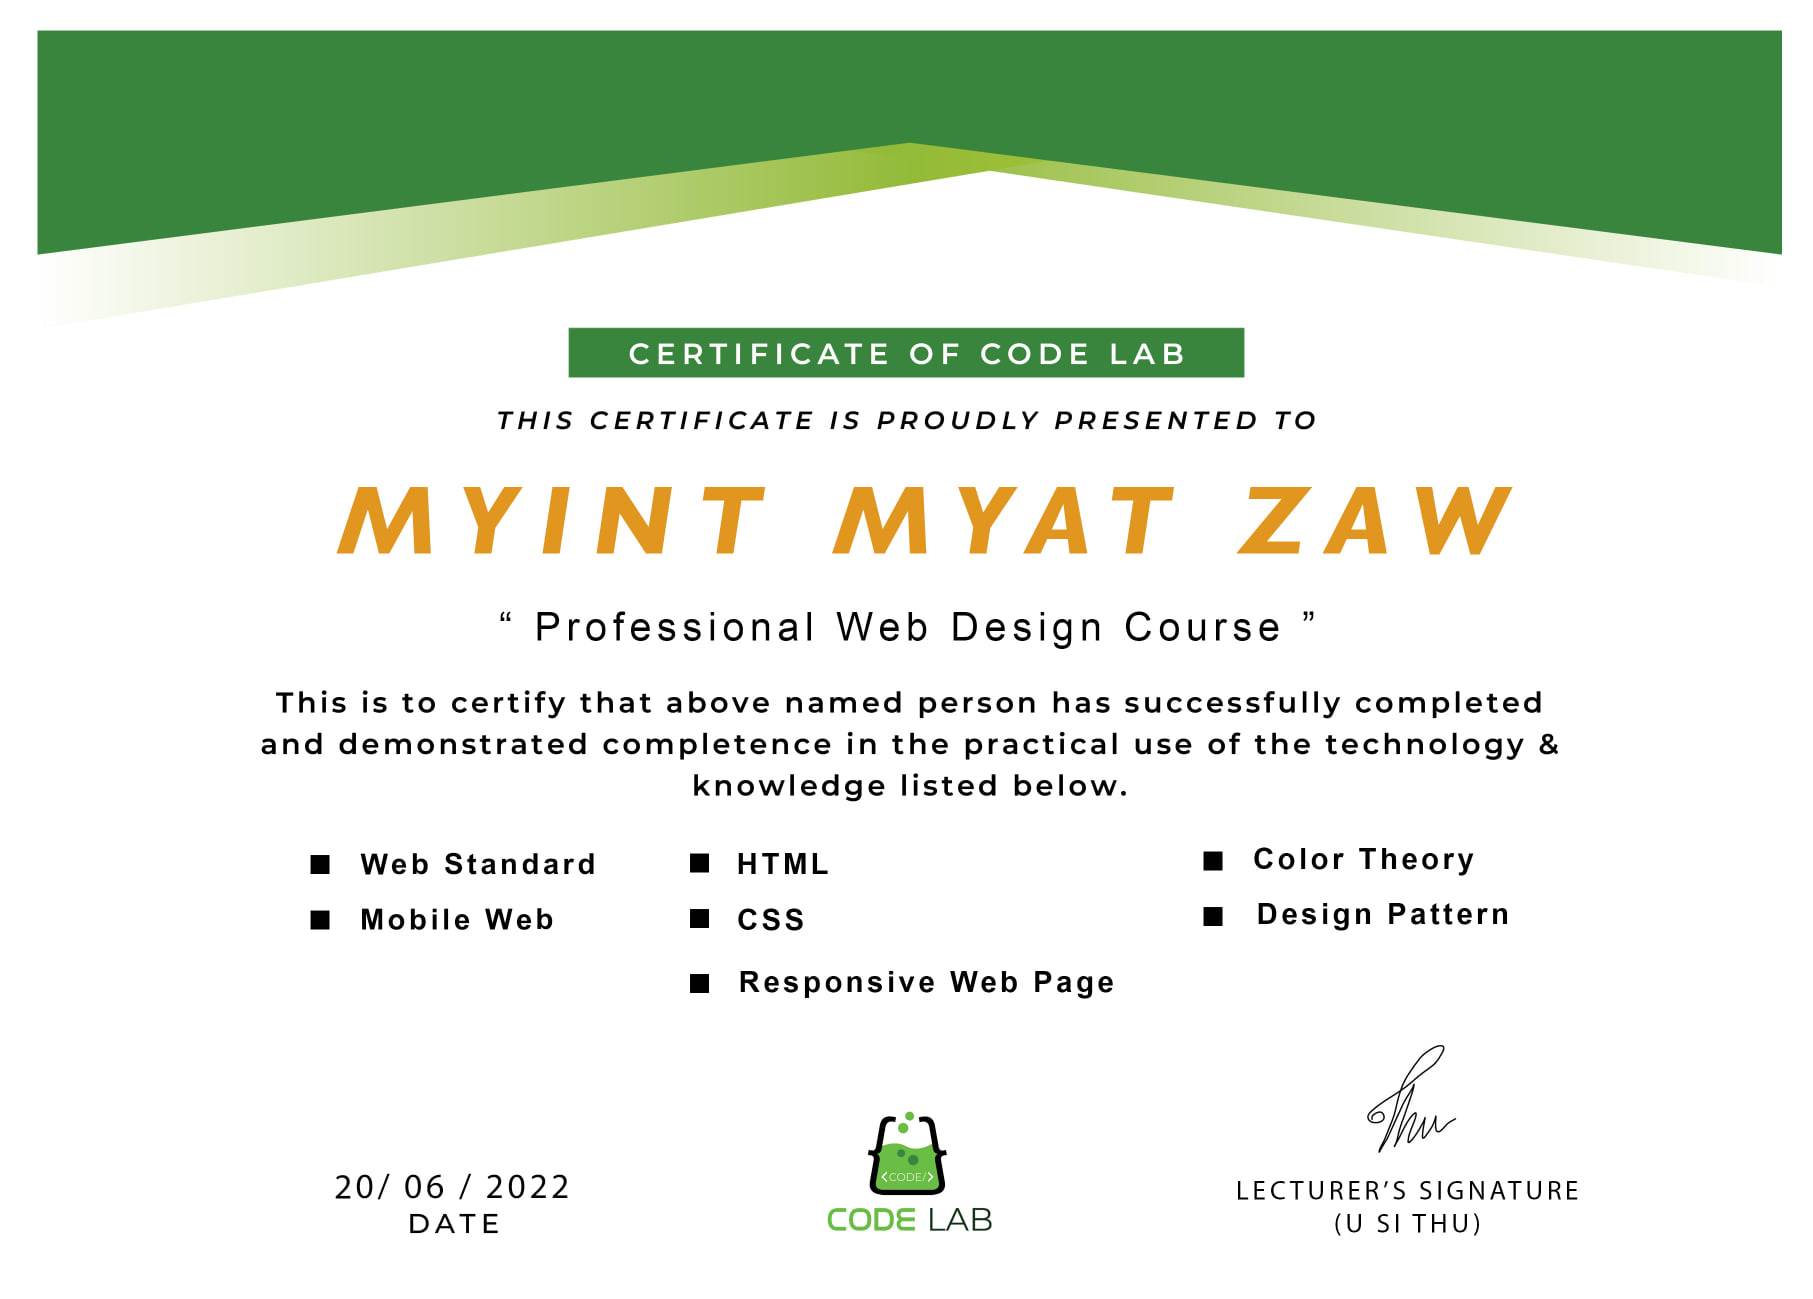 CERTIFICATE OF CODE LAB
THIS CERTIFICATE IS PROUDLY PRESENTED TO
MYINT MYAT ZAW
“ Professional Web Design Course ”
This is to certify that above named person has successfully completed
and demonstrated completence in the practical use of the technology &
knowledge listed below.
■ Web Standard
■ Mobile Web
■ HTML
■ CSS
■ Responsive Web Page
■ Color Theory
■ Design Pattern
20/ 06 / 2022
DATE
<CODE/>
CODE LAB
Thu
LECTURER’S SIGNATURE
(U SI THU)